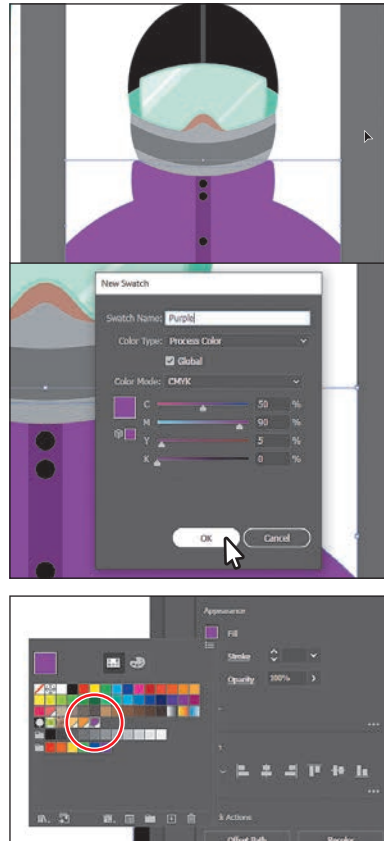 New Swatch
Swatch Name: Purple
Color Type: Process Color
Global
Color Mode: CMYK
C 50 %
M 90 %
Y 5 %
K 0 %
OK Cancel
Appearance
Fill
Stroke
Opacity 100%
Offset Path Recolor